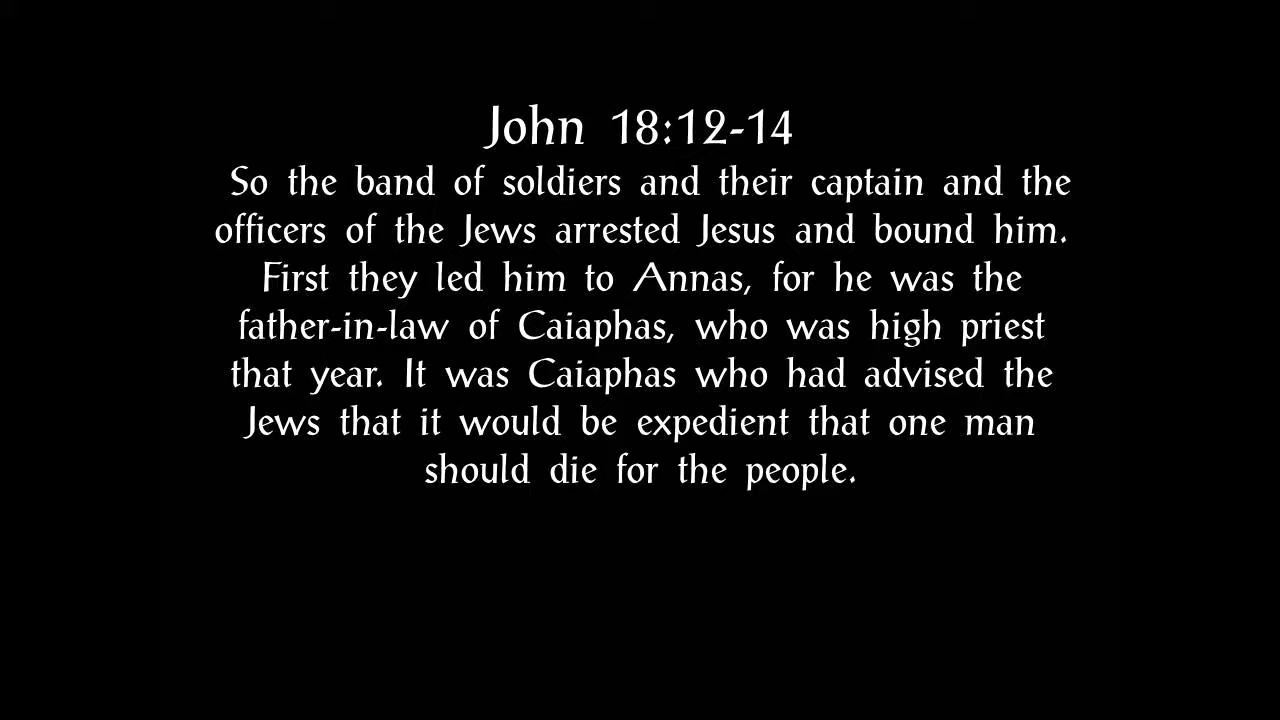 John 18:12-14
So the band of soldiers and their captain and the
officers of the Jews arrested Jesus and bound him.
First they led him to Annas, for he was the
father-in-law of Caiaphas, who was high priest
that year. It was Caiaphas who had advised the
Jews that it would be expedient that one man
should die for the people.